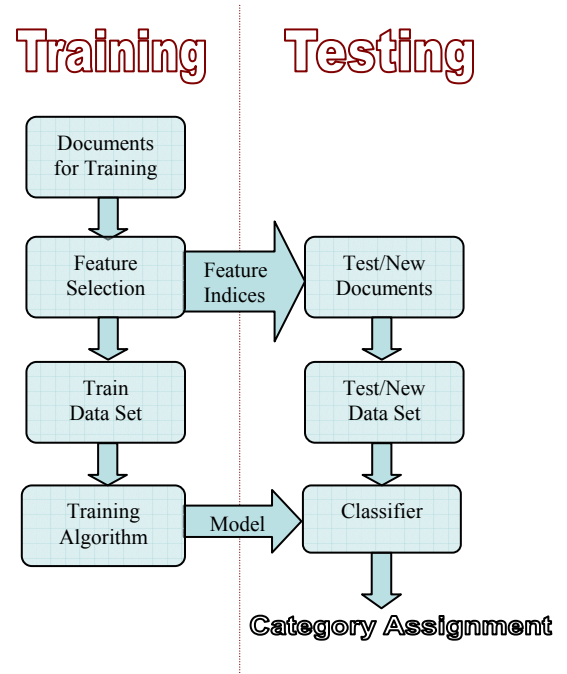 Training
Testing
Documents
for Training
Feature
Selection
Feature
Indices
Test/New
Documents
Train
Data Set
Test/New
Data Set
Training
Algorithm
Model
Classifier
Category Assignment